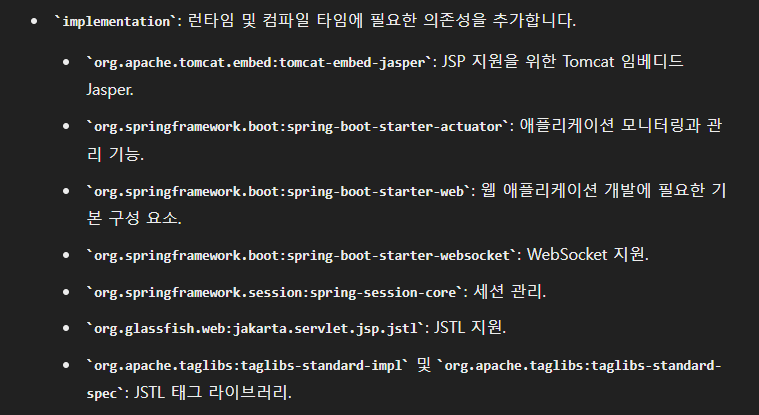 • `implementation`: 런타임 및 컴파일 타임에 필요한 의존성을 추가합니다.
• `org.apache.tomcat.embed:tomcat-embed-jasper`: JSP 지원을 위한 Tomcat 임베디드
Jasper.
• `org.springframework.boot:spring-boot-starter-actuator`: 애플리케이션 모니터링과 관
리 기능.
• `org.springframework.boot:spring-boot-starter-web`: 웹 애플리케이션 개발에 필요한 기
본 구성 요소.
• `org.springframework.boot:spring-boot-starter-websocket`: WebSocket 지원.
• `org.springframework.session:spring-session-core`: 세션 관리.
• `org.glassfish.web:jakarta.servlet.jsp.jstl`: JSTL 지원.
• `org.apache.taglibs:taglibs-standard-impl` 및 `org.apache.taglibs:taglibs-standard-
spec`: JSTL 태그 라이브러리.